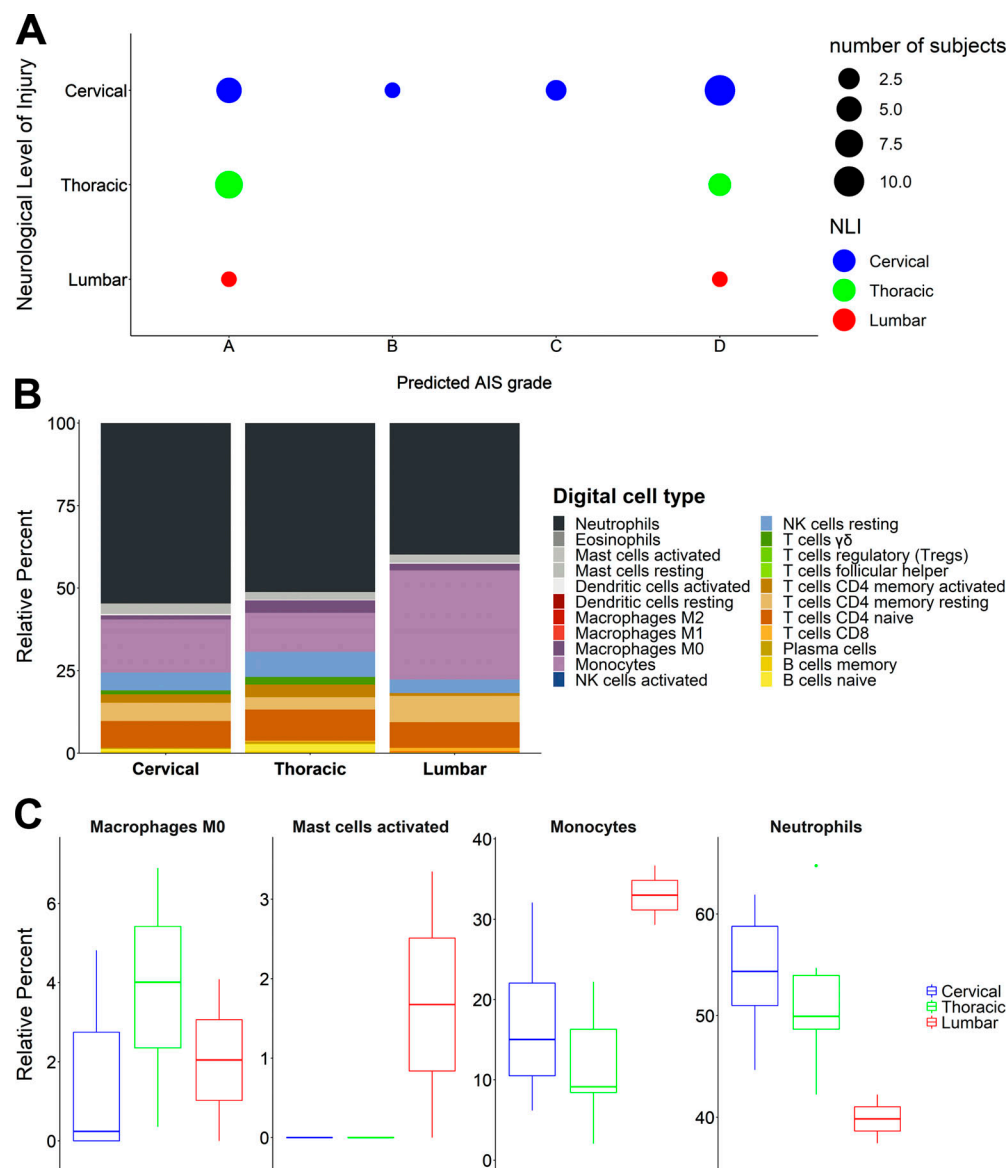 A
Neurological Level of Injury
Cervical
Thoracic
Lumbar
A B C D
Predicted AIS grade
number of subjects
2.5
5.0
7.5
10.0
NLI
Cervical
Thoracic
Lumbar
B
Relative Percent
100
75
50
25
0
Cervical Thoracic Lumbar
Digital cell type
Neutrophils
Eosinophils
Mast cells activated
Mast cells resting
Dendritic cells activated
Dendritic cells resting
Macrophages M2
Macrophages M1
Macrophages M0
Monocytes
NK cells activated
NK cells resting
T cells γδ
T cells regulatory (Tregs)
T cells follicular helper
T cells CD4 memory activated
T cells CD4 memory resting
T cells CD4 naive
T cells CD8
Plasma cells
B cells memory
B cells naive
C
Relative Percent
Macrophages M0
6
4
2
0
Mast cells activated
3
2
1
0
Monocytes
40
30
20
10
0
Neutrophils
60
50
40
Cervical
Thoracic
Lumbar